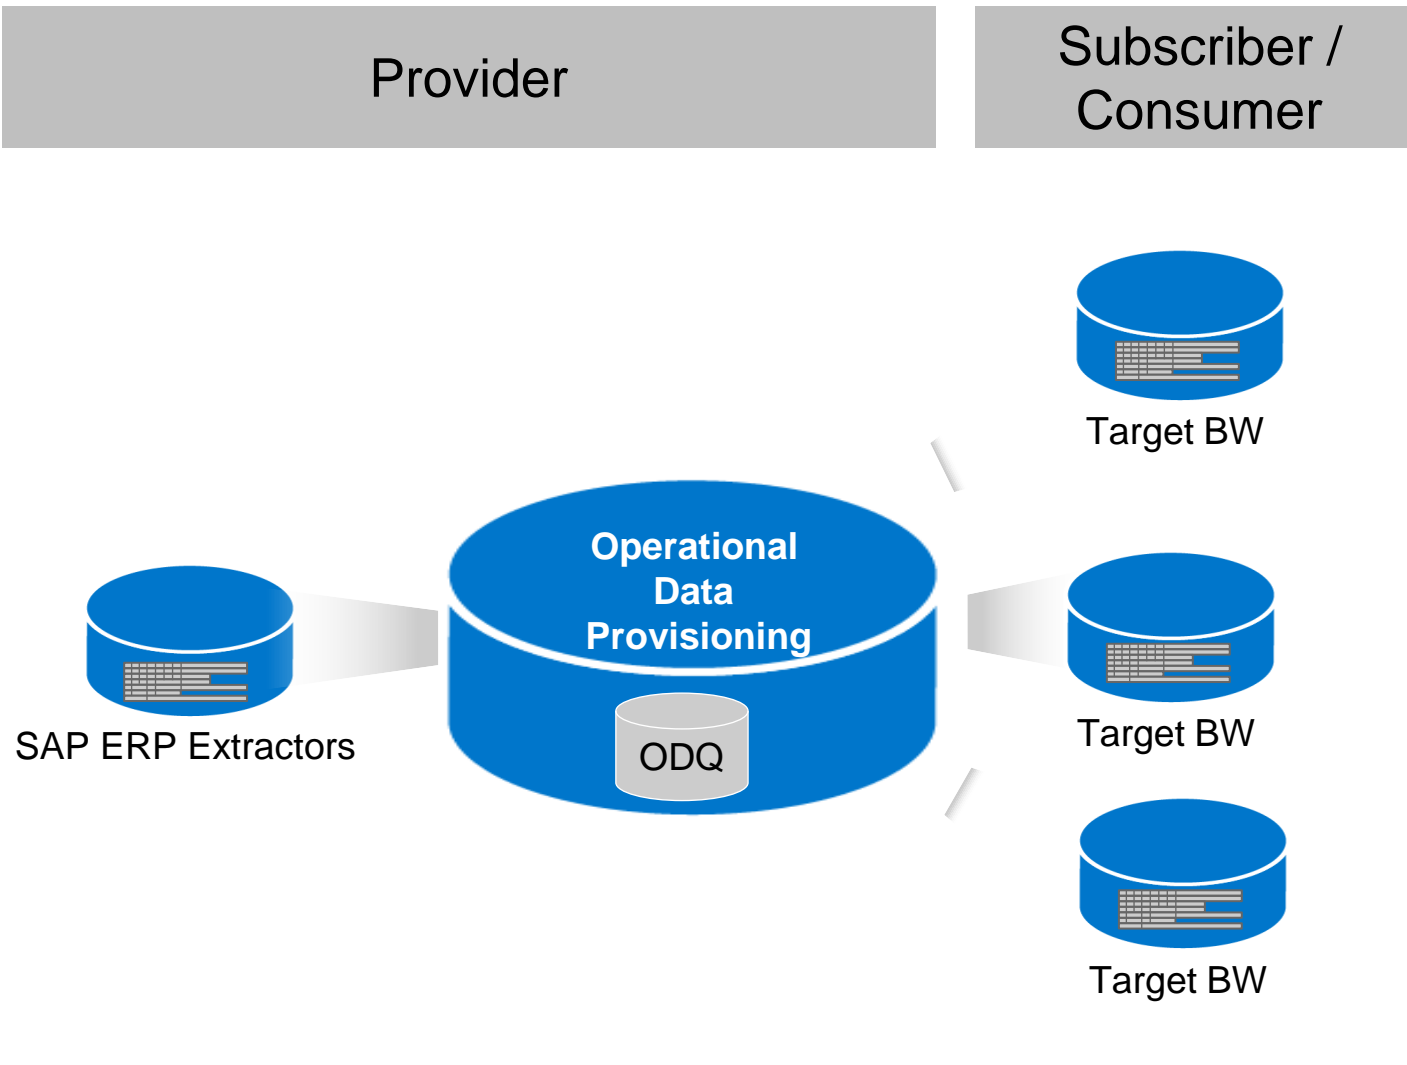 Provider
Subscriber /
Consumer
Target BW
Operational
Data
Provisioning
ODQ
SAP ERP Extractors
Target BW
Target BW